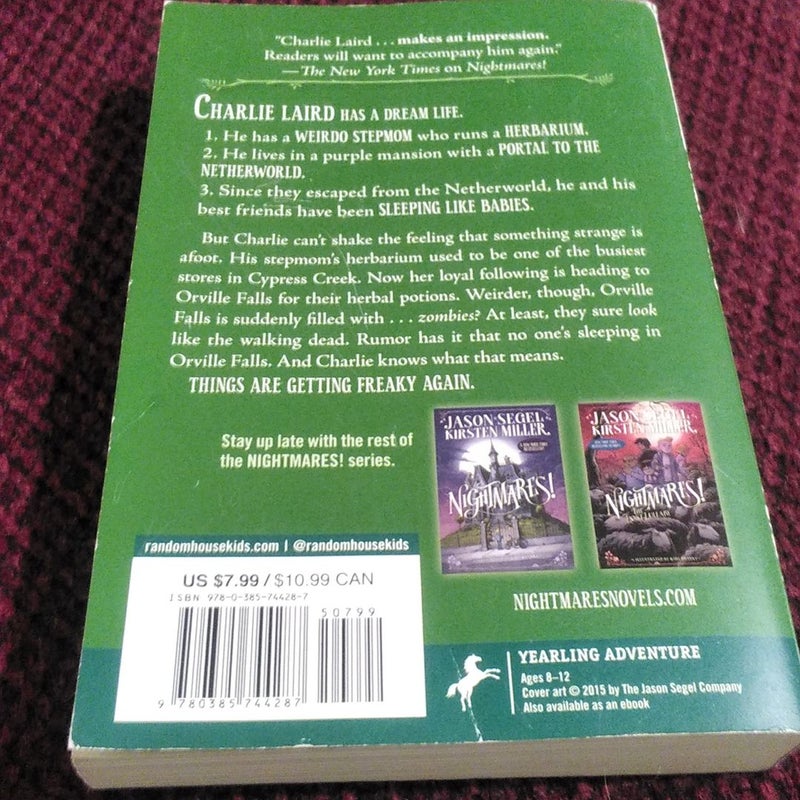 "Charlie Laird . . . makes an impression.
Readers will want to accompany him again."
—The New York Times on Nightmares!
CHARLIE LAIRD HAS A DREAM LIFE.
1. He has a WEIRDO STEPMOM who runs a HERBARIUM.
2. He lives in a purple mansion with a PORTAL TO THE
NETHERWORLD.
3. Since they escaped from the Netherworld, he and his
best friends have been SLEEPING LIKE BABIES.
But Charlie can't shake the feeling that something strange is
afoot. His stepmom's herbarium used to be one of the busiest
stores in Cypress Creek. Now her loyal following is heading to
Orville Falls for their herbal potions. Weirder, though, Orville
Falls is suddenly filled with . . . zombies? At least, they sure look
like the walking dead. Rumor has it that no one's sleeping in
Orville Falls. And Charlie knows what that means.
THINGS ARE GETTING FREAKY AGAIN.
Stay up late with the rest of
the NIGHTMARES! series.
JASON SEGEL
KIRSTEN MILLER
NIGHTMARES!
JASON SEGEL
KIRSTEN MILLER
NIGHTMARES!
NIGHTMARESNOVELS.COM
randomhousekids.com | @randomhousekids
US $7.99 / $10.99 CAN
ISBN 978-0-385-74428-7
50799
9 780385 744287
YEARLING ADVENTURE
Ages 8–12
Cover art © 2015 by The Jason Segel Company
Also available as an ebook